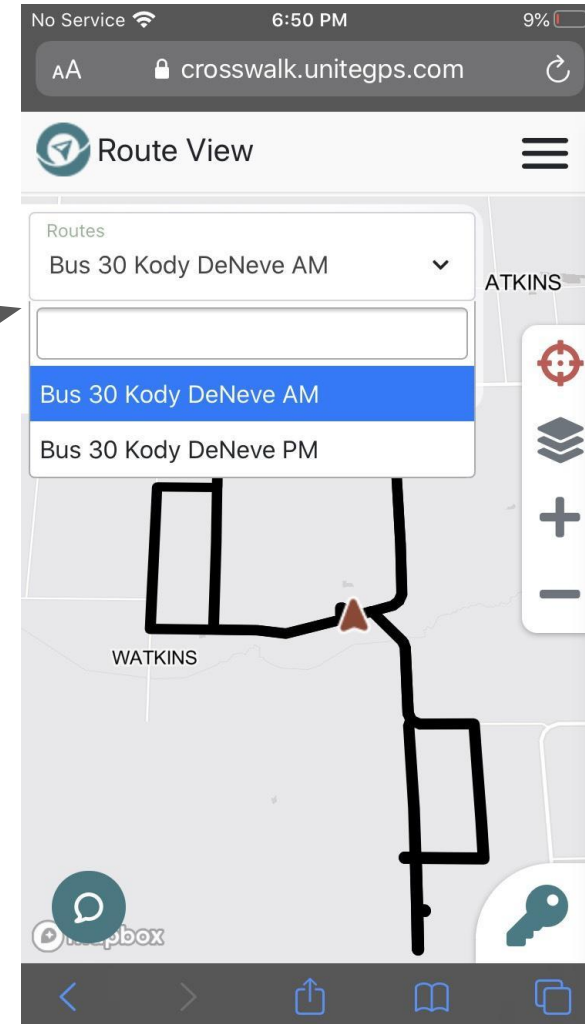 No Service 6:50 PM 9%
AA crosswalk.unitegps.com
Route View
Routes
Bus 30 Kody DeNeve AM
ATKINS
Bus 30 Kody DeNeve AM
Bus 30 Kody DeNeve PM
WATKINS
mapbox